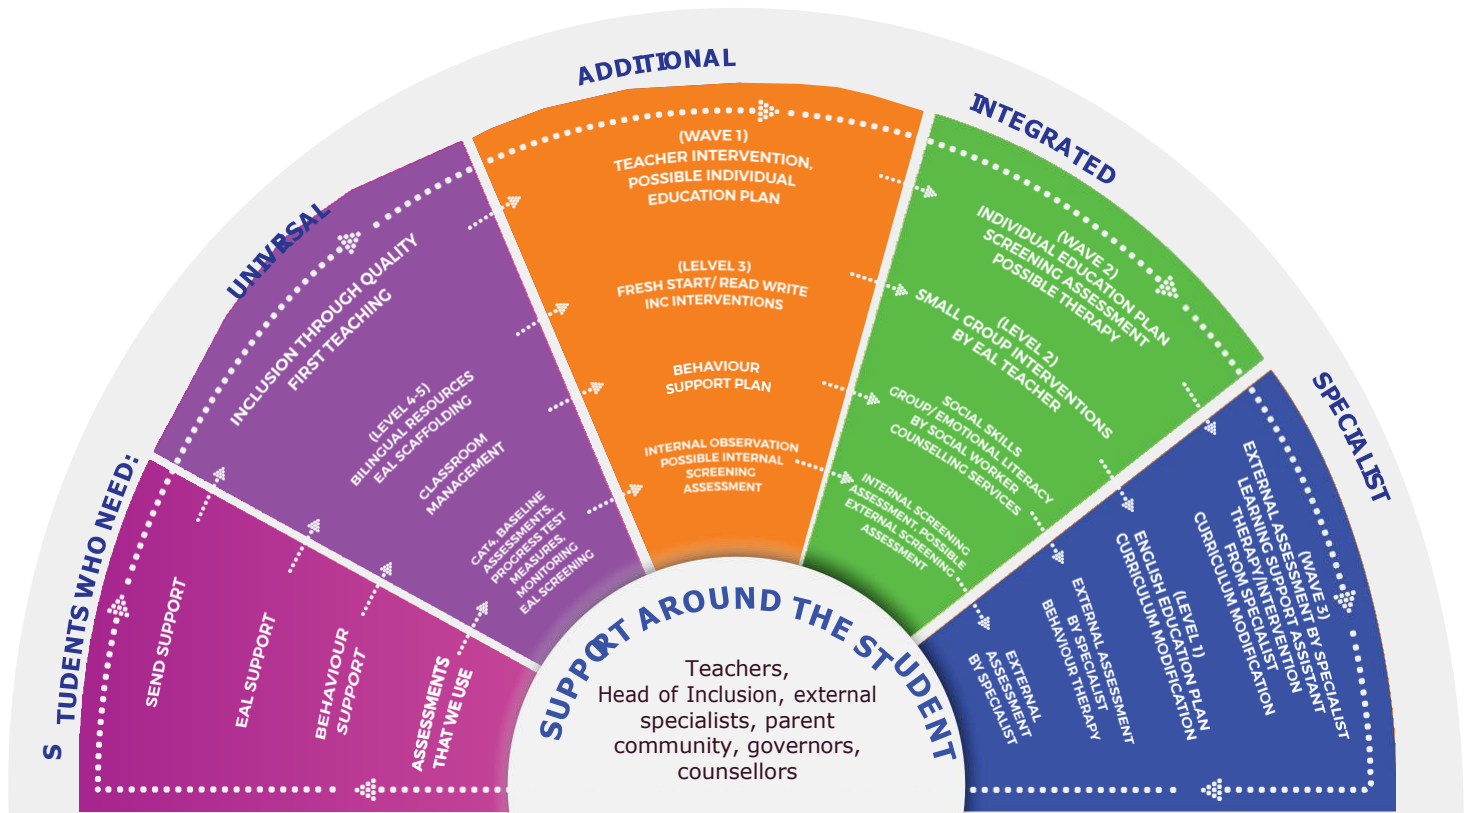 S TUDENTS WHO NEED:
SEND SUPPORT
EAL SUPPORT
BEHAVIOUR
SUPPORT
ASSESSMENTS
THAT WE USE
UNIVRSAL
INCLUSION THROUGH QUALITY
FIRST TEACHING
(LEVEL 4-5)
BILINGUAL RESOURCES
EAL SCAFFOLDING
CLASSROOM
MANAGEMENT
CAT4, BASELINE
ASSESSMENTS,
PROGRESS TEST
MEASURES,
MONITORING
EAL SCREENING
ADDITIONAL
(WAVE 1)
TEACHER INTERVENTION,
POSSIBLE INDIVIDUAL
EDUCATION PLAN
(LELVEL 3)
FRESH START/ READ WRITE
INC INTERVENTIONS
BEHAVIOUR
SUPPORT PLAN
INTERNAL OBSERVATION
POSSIBLE INTERNAL
SCREENING
ASSESSMENT
INTEGRATED
(WAVE 2)
INDIVIDUAL EDUCATION PLAN
SCREENING ASSESSMENT
POSSIBLE THERAPY
(LEVEL 2)
SMALL GROUP INTERVENTIONS
BY EAL TEACHER
SOCIAL SKILLS
GROUP/ EMOTIONAL LITERACY
BY SOCIAL WORKER
COUNSELLING SERVICES
INTERNAL SCREENING
ASSESSMENT, POSSIBLE
EXTERNAL SCREENING
ASSESSMENT
SPECIALIST
(WAVE 3)
EXTERNAL ASSESSMENT BY SPECIALIST
LEARNING SUPPORT ASSISTANT
THERAPY/INTERVENTION
FROM SPECIALIST
CURRICULUM MODIFICATION
(LEVEL 1)
ENGLISH EDUCATION PLAN
CURRICULUM MODIFICATION
EXTERNAL ASSESSMENT
BY SPECIALIST
BEHAVIOUR THERAPY
EXTERNAL
ASSESSMENT
BY SPECIALIST
SUPPORT AROUND THE STUDENT
Teachers,
Head of Inclusion, external
specialists, parent
community, governors,
counsellors